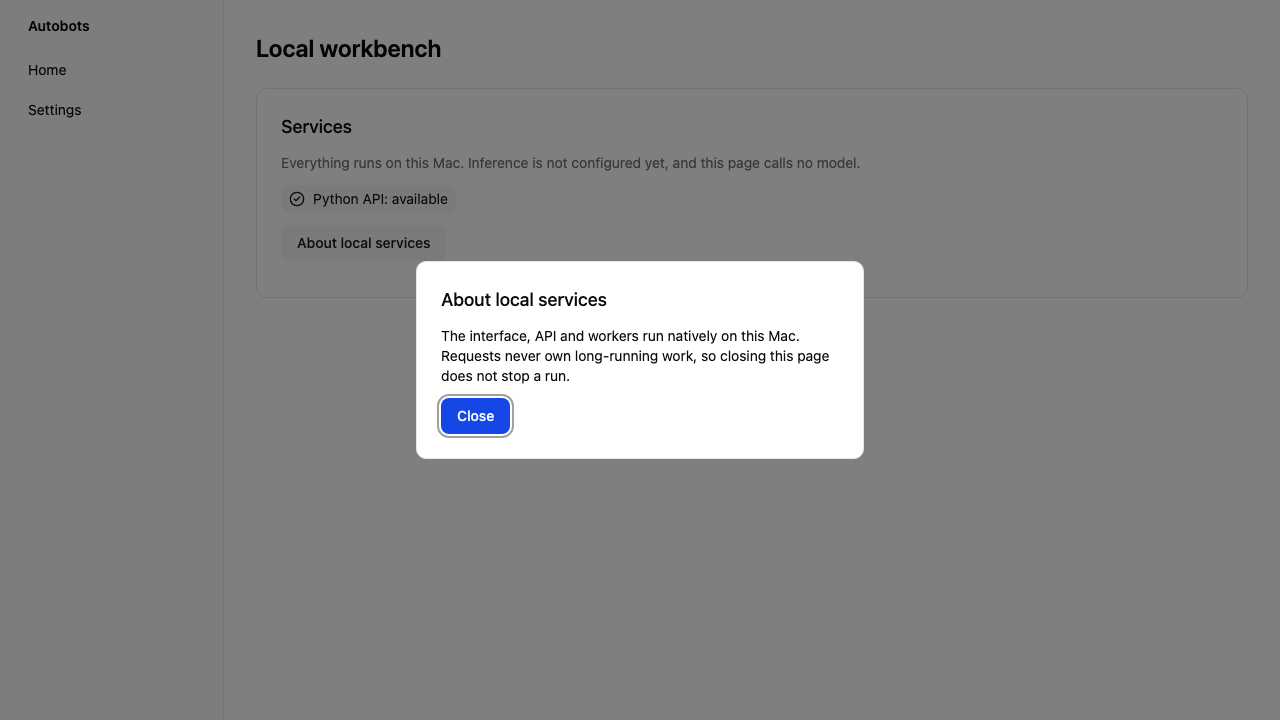 Autobots
Home
Settings
Local workbench
Services
Everything runs on this Mac. Inference is not configured yet, and this page calls no model.
Python API: available
About local services
About local services
The interface, API and workers run natively on this Mac.
Requests never own long-running work, so closing this page
does not stop a run.
Close